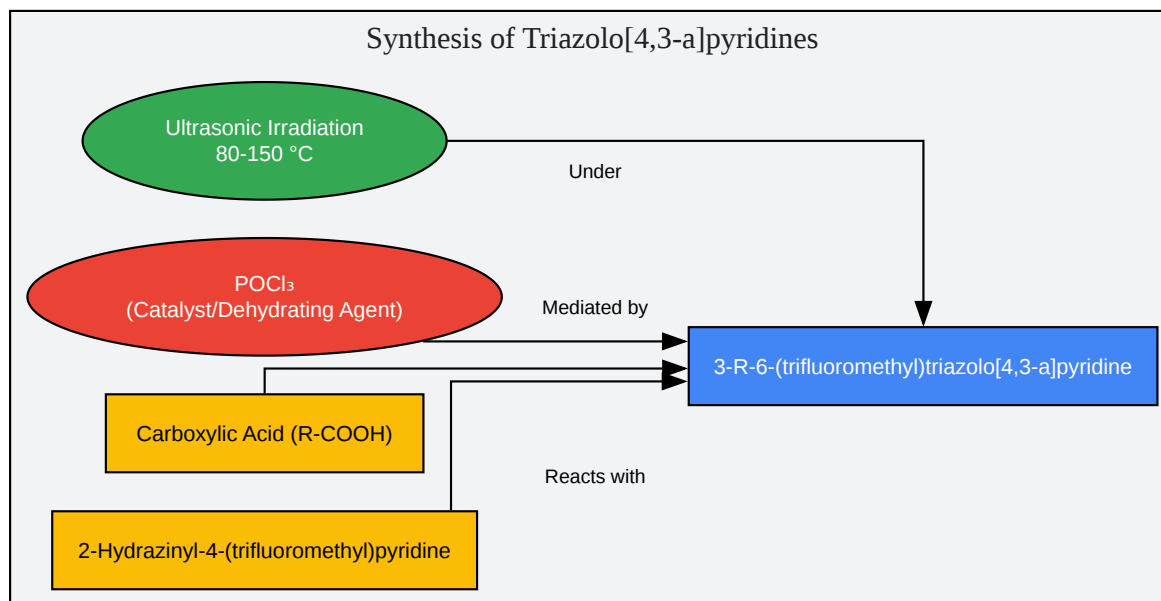 Synthesis of Triazolo[4,3-a]pyridines
Ultrasonic Irradiation
80-150 °C
Under
POCl₃
(Catalyst/Dehydrating Agent)
Mediated by
3-R-6-(trifluoromethyl)triazolo[4,3-a]pyridine
Carboxylic Acid (R-COOH)
Reacts with
2-Hydrazinyl-4-(trifluoromethyl)pyridine